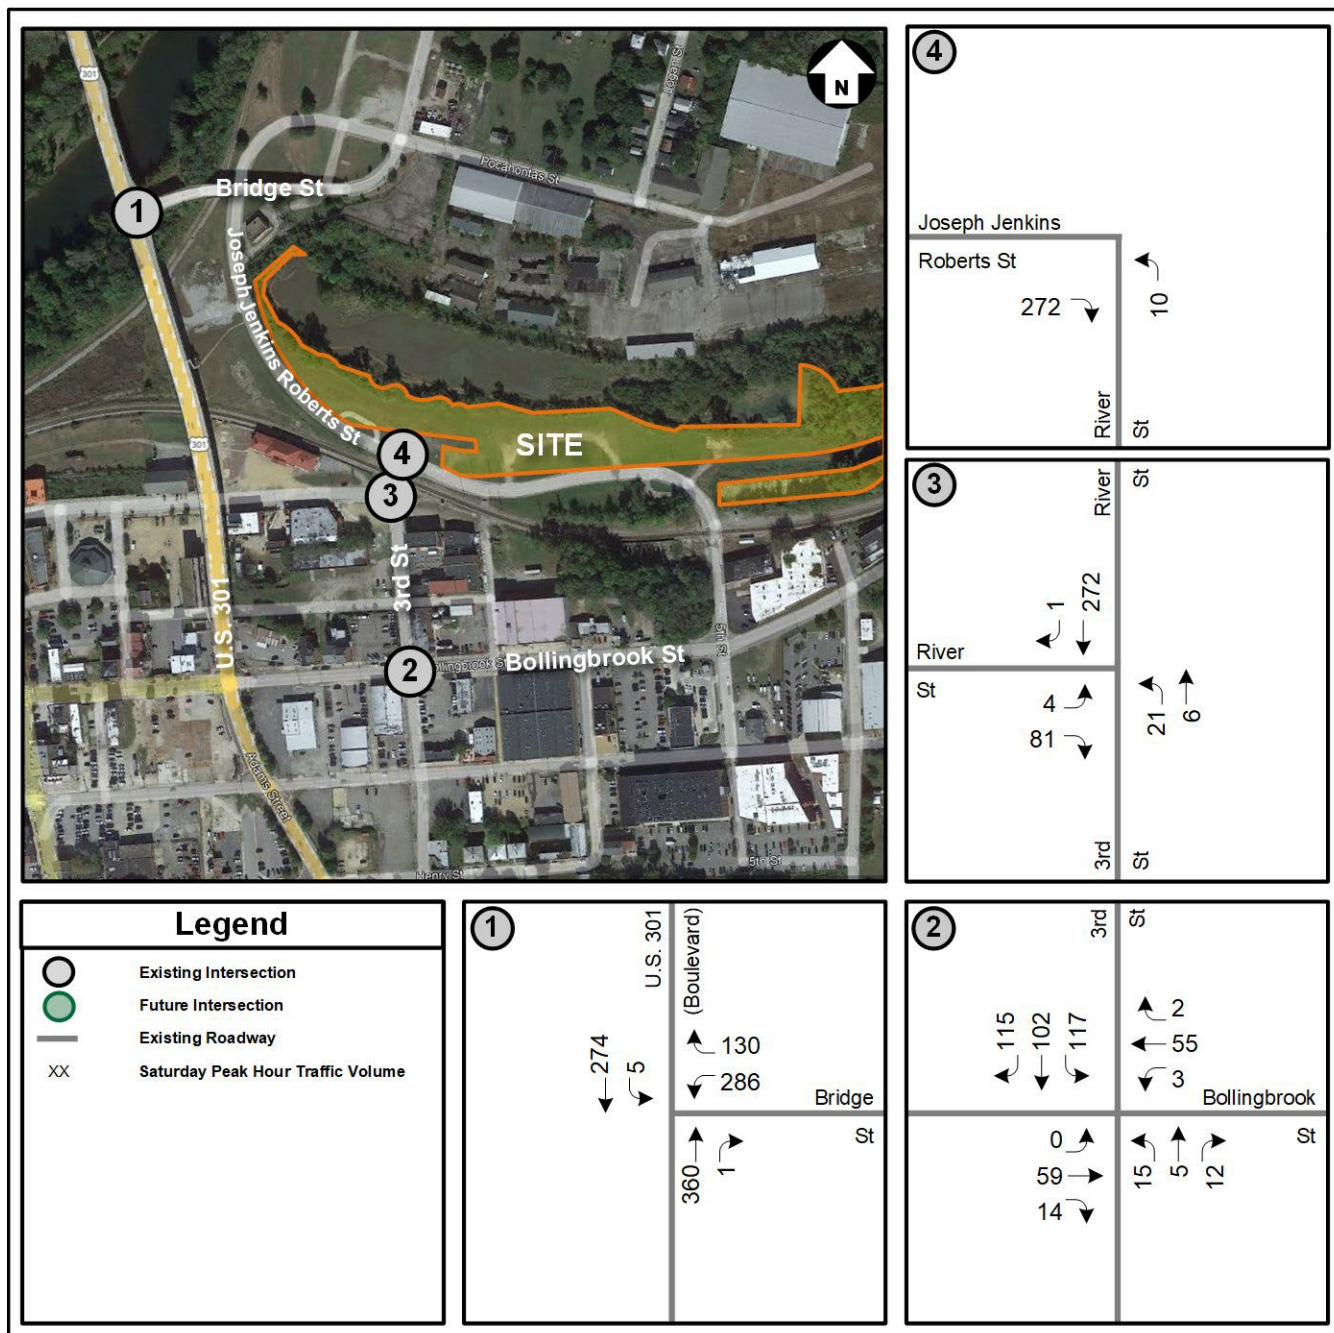 301
N
Logan St
Pocahontas St
1
Bridge St
Joseph Jenkins Roberts St
SITE
4
3
301
U.S. 301
3rd St
2
Bollingbrook St
5th St
Adams Street
5th St
Henry St
4
Joseph Jenkins
Roberts St
272
10
River
St
3
River
St
1
272
River
St
4
81
21
6
3rd
St
Legend
Existing Intersection
Future Intersection
Existing Roadway
XX Saturday Peak Hour Traffic Volume
1
U.S. 301
(Boulevard)
274
5
130
286
Bridge
St
360
1
2
3rd
St
115
102
117
2
55
3
Bollingbrook
St
0
59
14
15
5
12